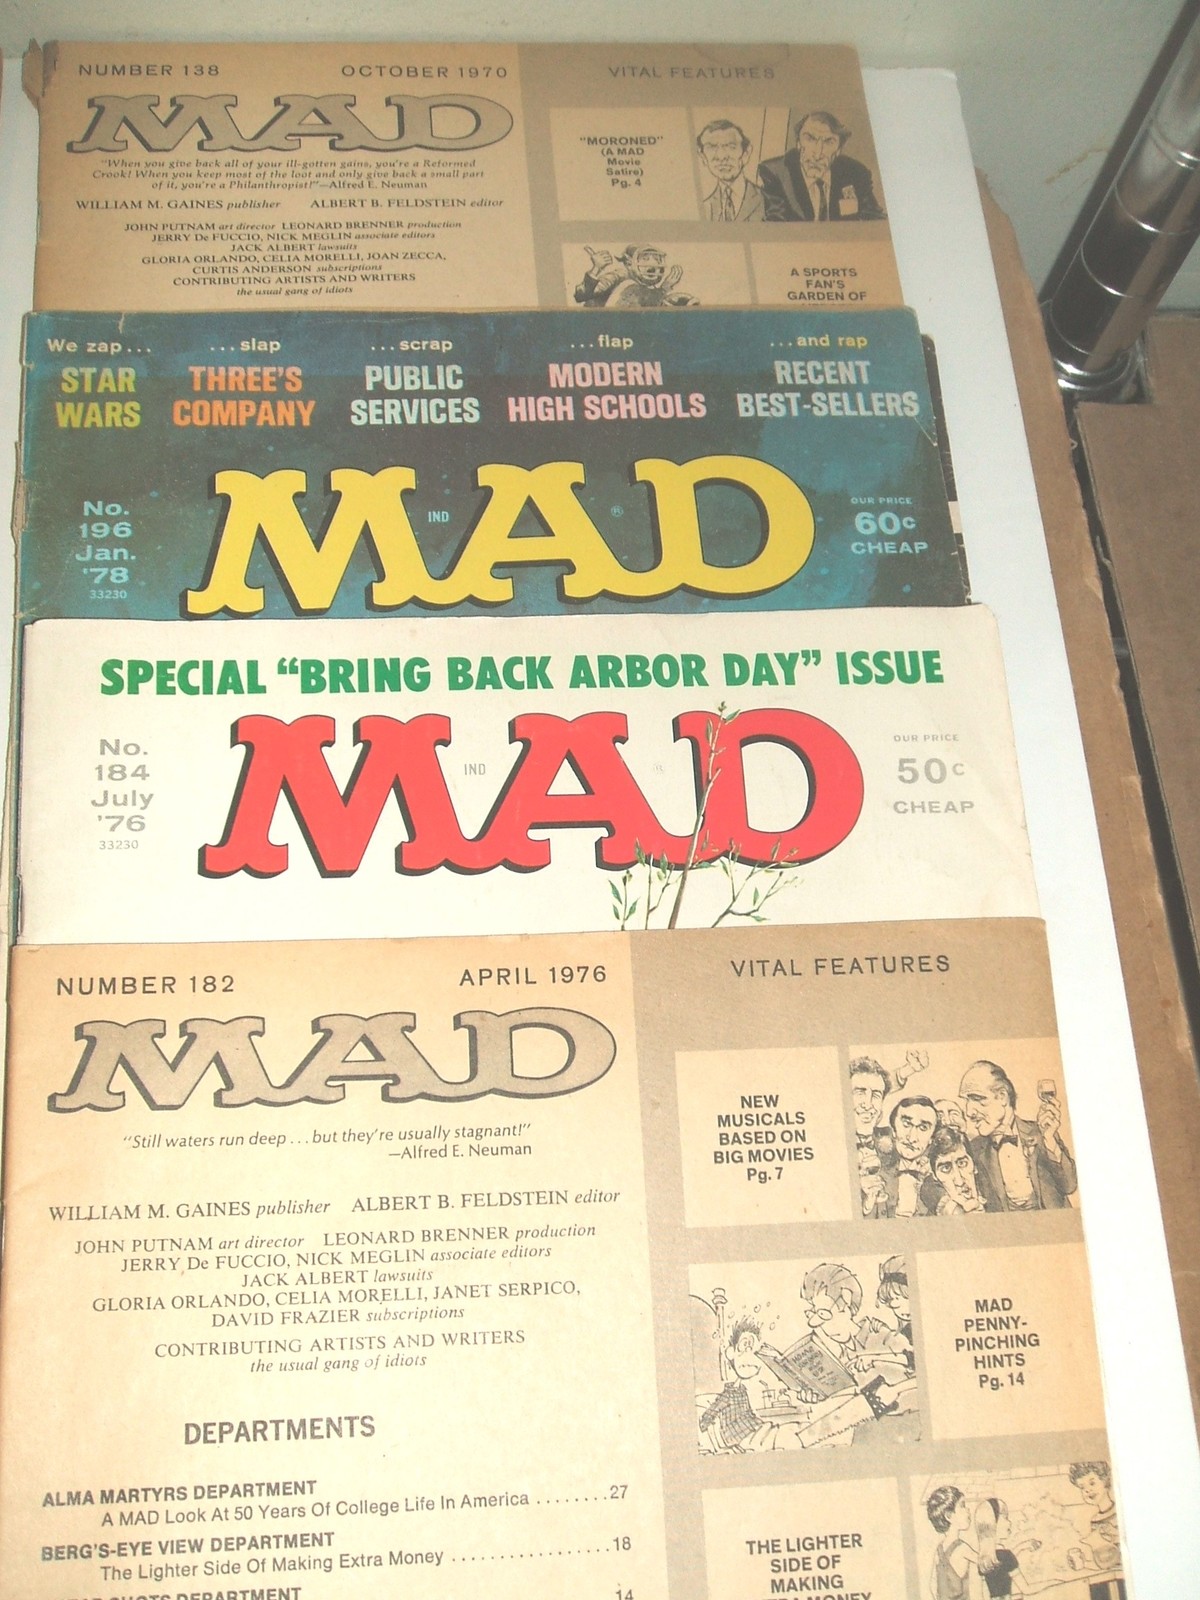 NUMBER 138 OCTOBER 1970
MAD
"When you give back all of your ill-gotten gains, you're a Reformed
Crook! When you keep most of the loot and only give back a small part
of it, you're a Philanthropist!"—Alfred E. Neuman
WILLIAM M. GAINES publisher ALBERT B. FELDSTEIN editor
JOHN PUTNAM art director LEONARD BRENNER production
JERRY De FUCCIO, NICK MEGLIN associate editors
JACK ALBERT lawsuits
GLORIA ORLANDO, CELIA MORELLI, JOAN ZECCA,
CURTIS ANDERSON subscriptions
CONTRIBUTING ARTISTS AND WRITERS
the usual gang of idiots
VITAL FEATURES
"MORONED"
(A MAD
Movie
Satire)
Pg. 4
A SPORTS
FAN'S
GARDEN OF
We zap... ...slap ...scrap ...flap ...and rap
STAR THREE'S PUBLIC MODERN RECENT
WARS COMPANY SERVICES HIGH SCHOOLS BEST-SELLERS
MAD
IND
®
No.
196
Jan.
'78
33230
OUR PRICE
60c
CHEAP
SPECIAL "BRING BACK ARBOR DAY" ISSUE
MAD
IND
®
No.
184
July
'76
33230
OUR PRICE
50c
CHEAP
NUMBER 182 APRIL 1976
MAD
"Still waters run deep...but they're usually stagnant!"
—Alfred E. Neuman
WILLIAM M. GAINES publisher ALBERT B. FELDSTEIN editor
JOHN PUTNAM art director LEONARD BRENNER production
JERRY De FUCCIO, NICK MEGLIN associate editors
JACK ALBERT lawsuits
GLORIA ORLANDO, CELIA MORELLI, JANET SERPICO,
DAVID FRAZIER subscriptions
CONTRIBUTING ARTISTS AND WRITERS
the usual gang of idiots
DEPARTMENTS
ALMA MARTYRS DEPARTMENT
A MAD Look At 50 Years Of College Life In America ........27
BERG'S-EYE VIEW DEPARTMENT
The Lighter Side Of Making Extra Money ..................18
DEPARTMENT
14
VITAL FEATURES
NEW
MUSICALS
BASED ON
BIG MOVIES
Pg. 7
MAD
PENNY-
PINCHING
HINTS
Pg. 14
THE LIGHTER
SIDE OF
MAKING
MONEY